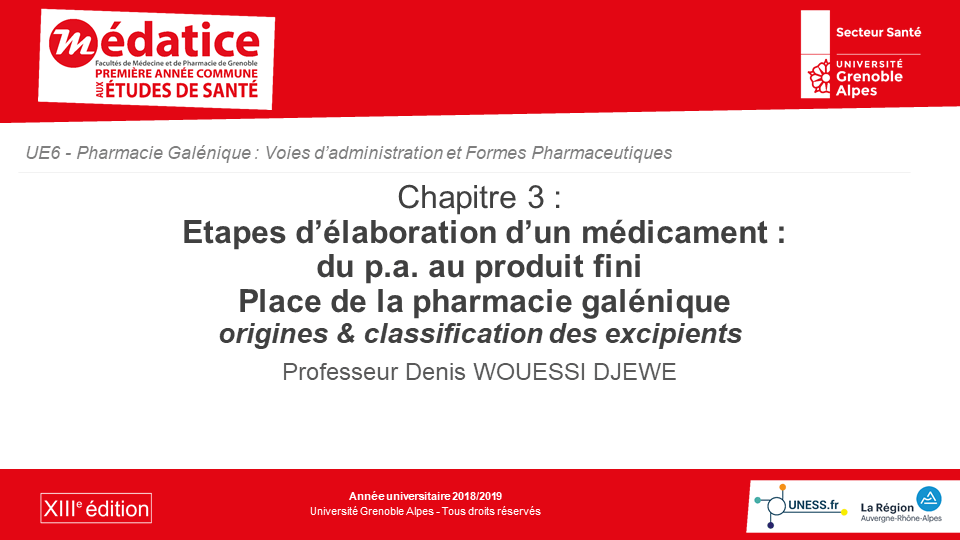 médatice
Facultés de Médecine et de Pharmacie de Grenoble
PREMIÈRE ANNÉE COMMUNE
AUX ÉTUDES DE SANTÉ
Secteur Santé
UNIVERSITÉ
Grenoble
Alpes
UE6 - Pharmacie Galénique : Voies d’administration et Formes Pharmaceutiques
Chapitre 3 :
Etapes d’élaboration d’un médicament :
du p.a. au produit fini
Place de la pharmacie galénique
origines & classification des excipients
Professeur Denis WOUESSI DJEWE
XIIIe édition
Année universitaire 2018/2019
Université Grenoble Alpes - Tous droits réservés
UNESS.fr
La Région
Auvergne-Rhône-Alpes